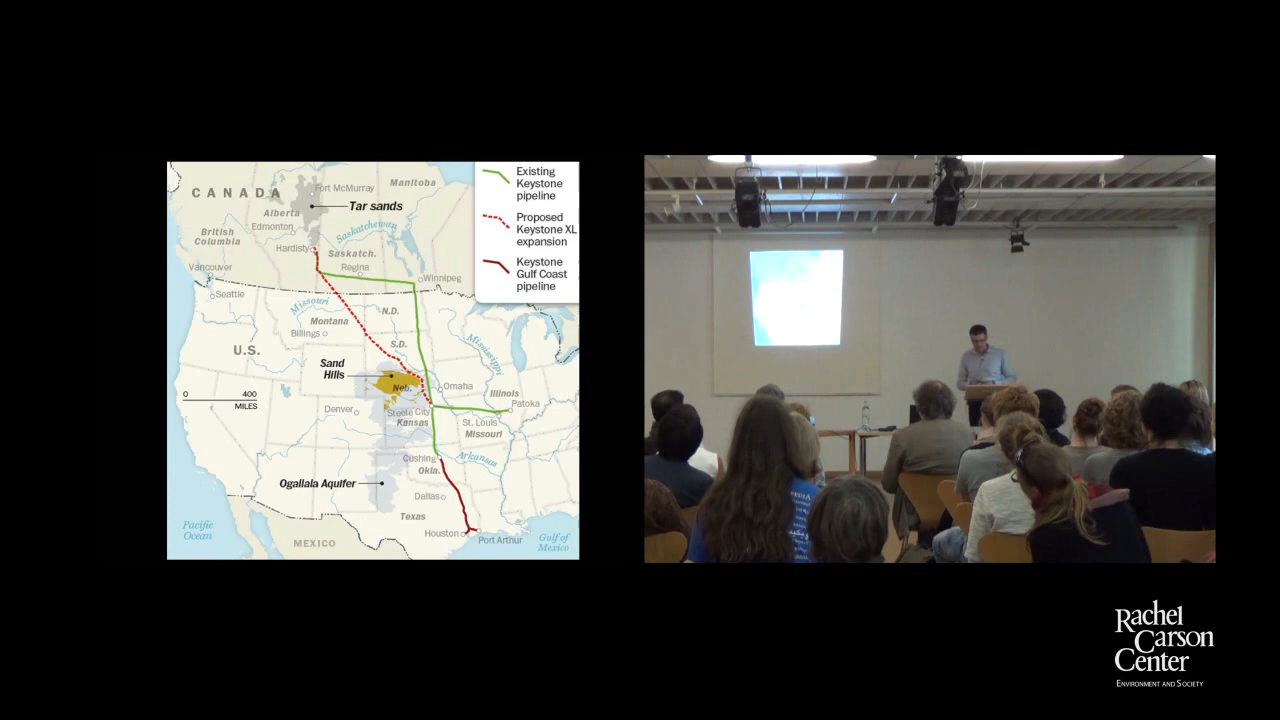 CANADA
Fort McMurray
Manitoba
Tar sands
Alberta
Edmonton
British
Columbia
Saskatchewan
Hardisty
Saskatch.
Vancouver
Regina
Winnipeg
Seattle
Missouri
N.D.
Montana
Billings
Mississippi
U.S.
S.D.
Sand
Hills
Neb.
Omaha
0 400
MILES
Illinois
Patoka
Denver
Steele City
Kansas
St. Louis
Missouri
Cushing
Okla.
Arkansas
Ogallala Aquifer
Dallas
Texas
Pacific
Ocean
Houston
Port Arthur
MEXICO
Gulf of
Mexico
Existing
Keystone
pipeline
Proposed
Keystone XL
expansion
Keystone
Gulf Coast
pipeline
PEDIA
Rachel
Carson
Center
ENVIRONMENT AND SOCIETY